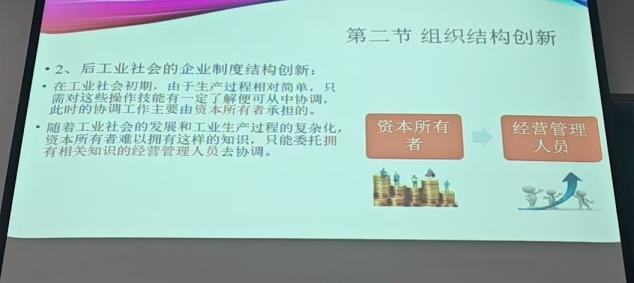 第二节 组织结构创新
• 2、后工业社会的企业制度结构创新：
• 在工业社会初期，由于生产过程相对简单，只
需对这些操作技能有一定了解便可从中协调，
此时的协调工作主要由资本所有者承担的。
• 随着工业社会的发展和工业生产过程的复杂化，
资本所有者难以拥有这样的知识，只能委托拥
有相关知识的经营管理人员去协调。
资本所有
者
经营管理
人员